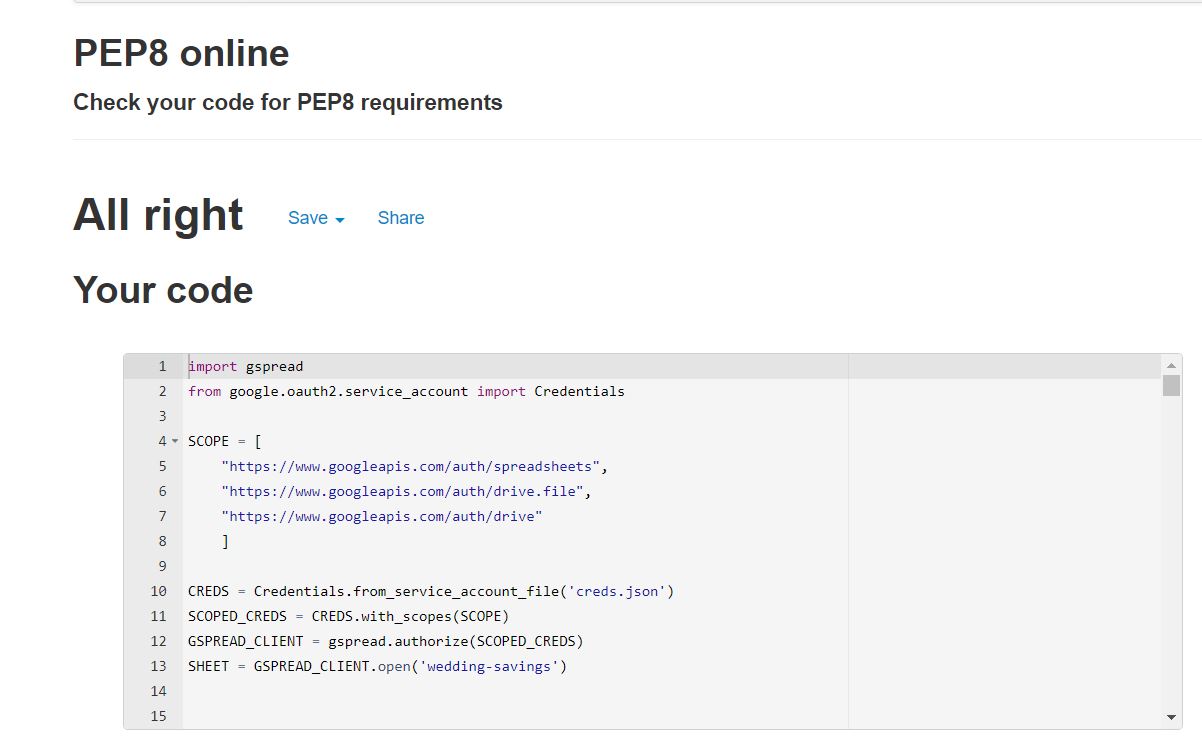 PEP8 online
Check your code for PEP8 requirements
All right Save Share
Your code
1 import gspread
2 from google.oauth2.service_account import Credentials
3
4 SCOPE = [
5     "https://www.googleapis.com/auth/spreadsheets",
6     "https://www.googleapis.com/auth/drive.file",
7     "https://www.googleapis.com/auth/drive"
8     ]
9
10 CREDS = Credentials.from_service_account_file('creds.json')
11 SCOPED_CREDS = CREDS.with_scopes(SCOPE)
12 GSPREAD_CLIENT = gspread.authorize(SCOPED_CREDS)
13 SHEET = GSPREAD_CLIENT.open('wedding-savings')
14
15